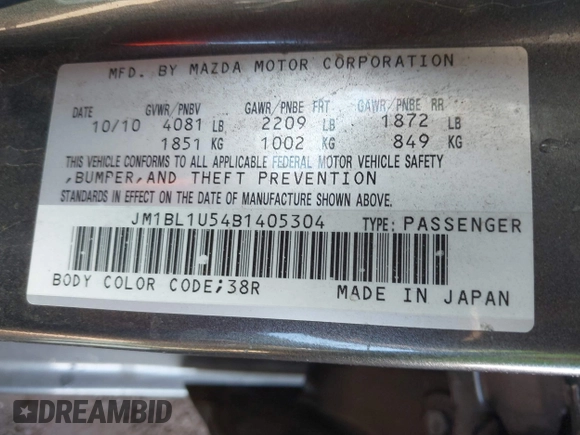 MFD. BY MAZDA MOTOR CORPORATION
DATE GVWR/PNBV GAWR/PNBE FRT GAWR/PNBE RR
10/10 4081 LB 2209 LB 1872 LB
1851 KG 1002 KG 849 KG
THIS VEHICLE CONFORMS TO ALL APPLICABLE FEDERAL MOTOR VEHICLE SAFETY
,BUMPER,AND THEFT PREVENTION
STANDARDS IN EFFECT ON THE DATE OF MANUFACTURE SHOWN ABOVE.
JM1BL1U54B1405304 TYPE: PASSENGER
BODY COLOR CODE;38R MADE IN JAPAN
DREAMBID